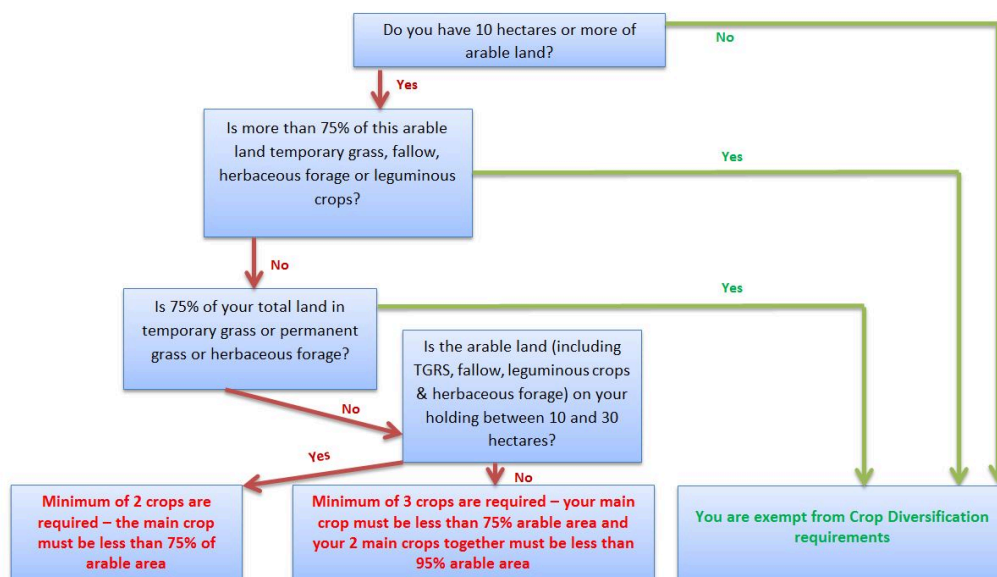 Do you have 10 hectares or more of
arable land?
No
Yes
Is more than 75% of this arable
land temporary grass, fallow,
herbaceous forage or leguminous
crops?
Yes
No
Is 75% of your total land in
temporary grass or permanent
grass or herbaceous forage?
Yes
No
Is the arable land (including
TGRS, fallow, leguminous crops
& herbaceous forage) on your
holding between 10 and 30
hectares?
Yes
No
Minimum of 2 crops are
required – the main crop
must be less than 75% of
arable area
Minimum of 3 crops are required – your main
crop must be less than 75% arable area and
your 2 main crops together must be less than
95% arable area
You are exempt from Crop Diversification
requirements